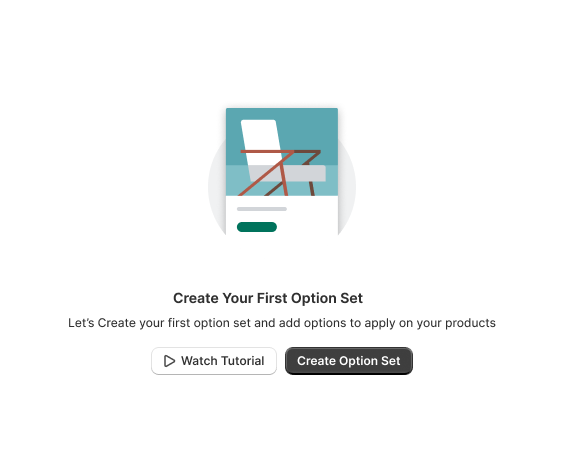 Create Your First Option Set
Let's Create your first option set and add options to apply on your products
Watch Tutorial
Create Option Set